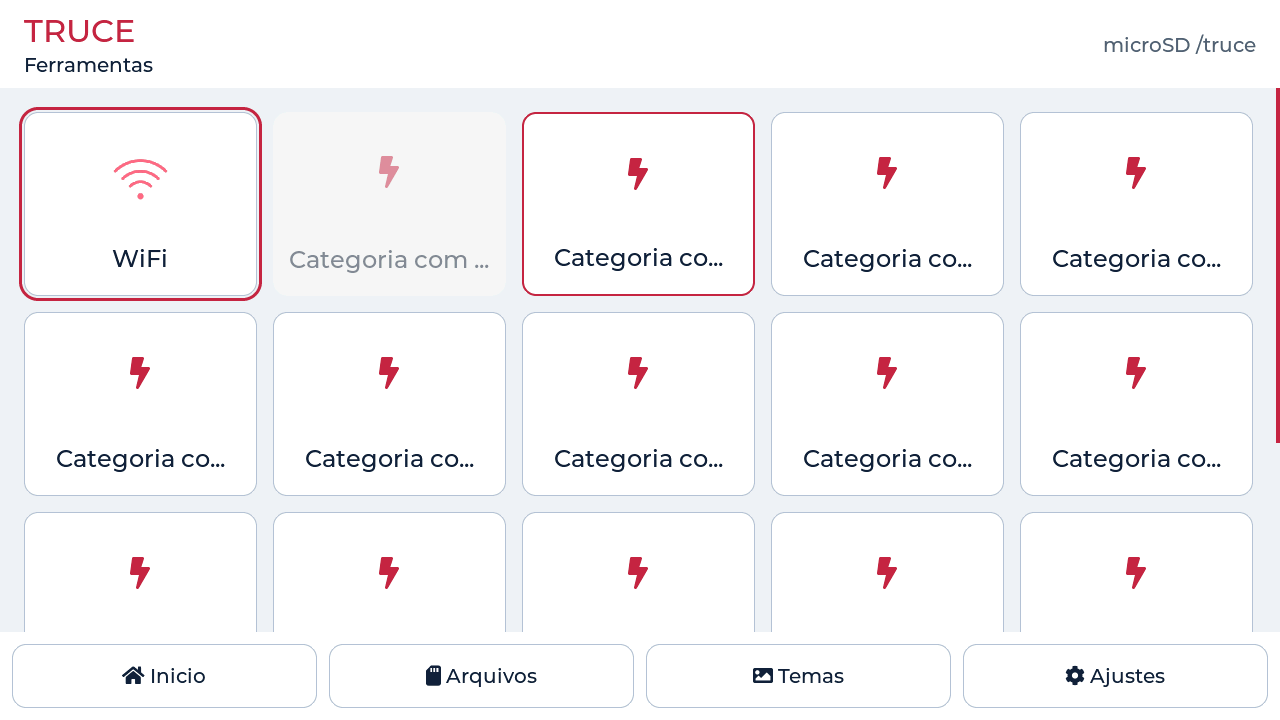 TRUCE
Ferramentas
microSD /truce
WiFi
Categoria com ...
Categoria co...
Categoria co...
Categoria co...
Categoria co...
Categoria co...
Categoria co...
Categoria co...
Categoria co...
Inicio
Arquivos
Temas
Ajustes